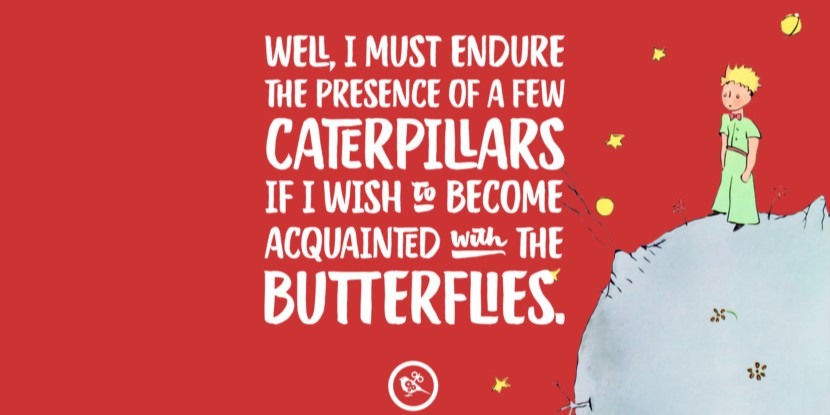 WELL, I MUST ENDURE
THE PRESENCE OF A FEW
CATERPILLARS
IF I WISH to BECOME
ACQUAINTED with THE
BUTTERFLIES.